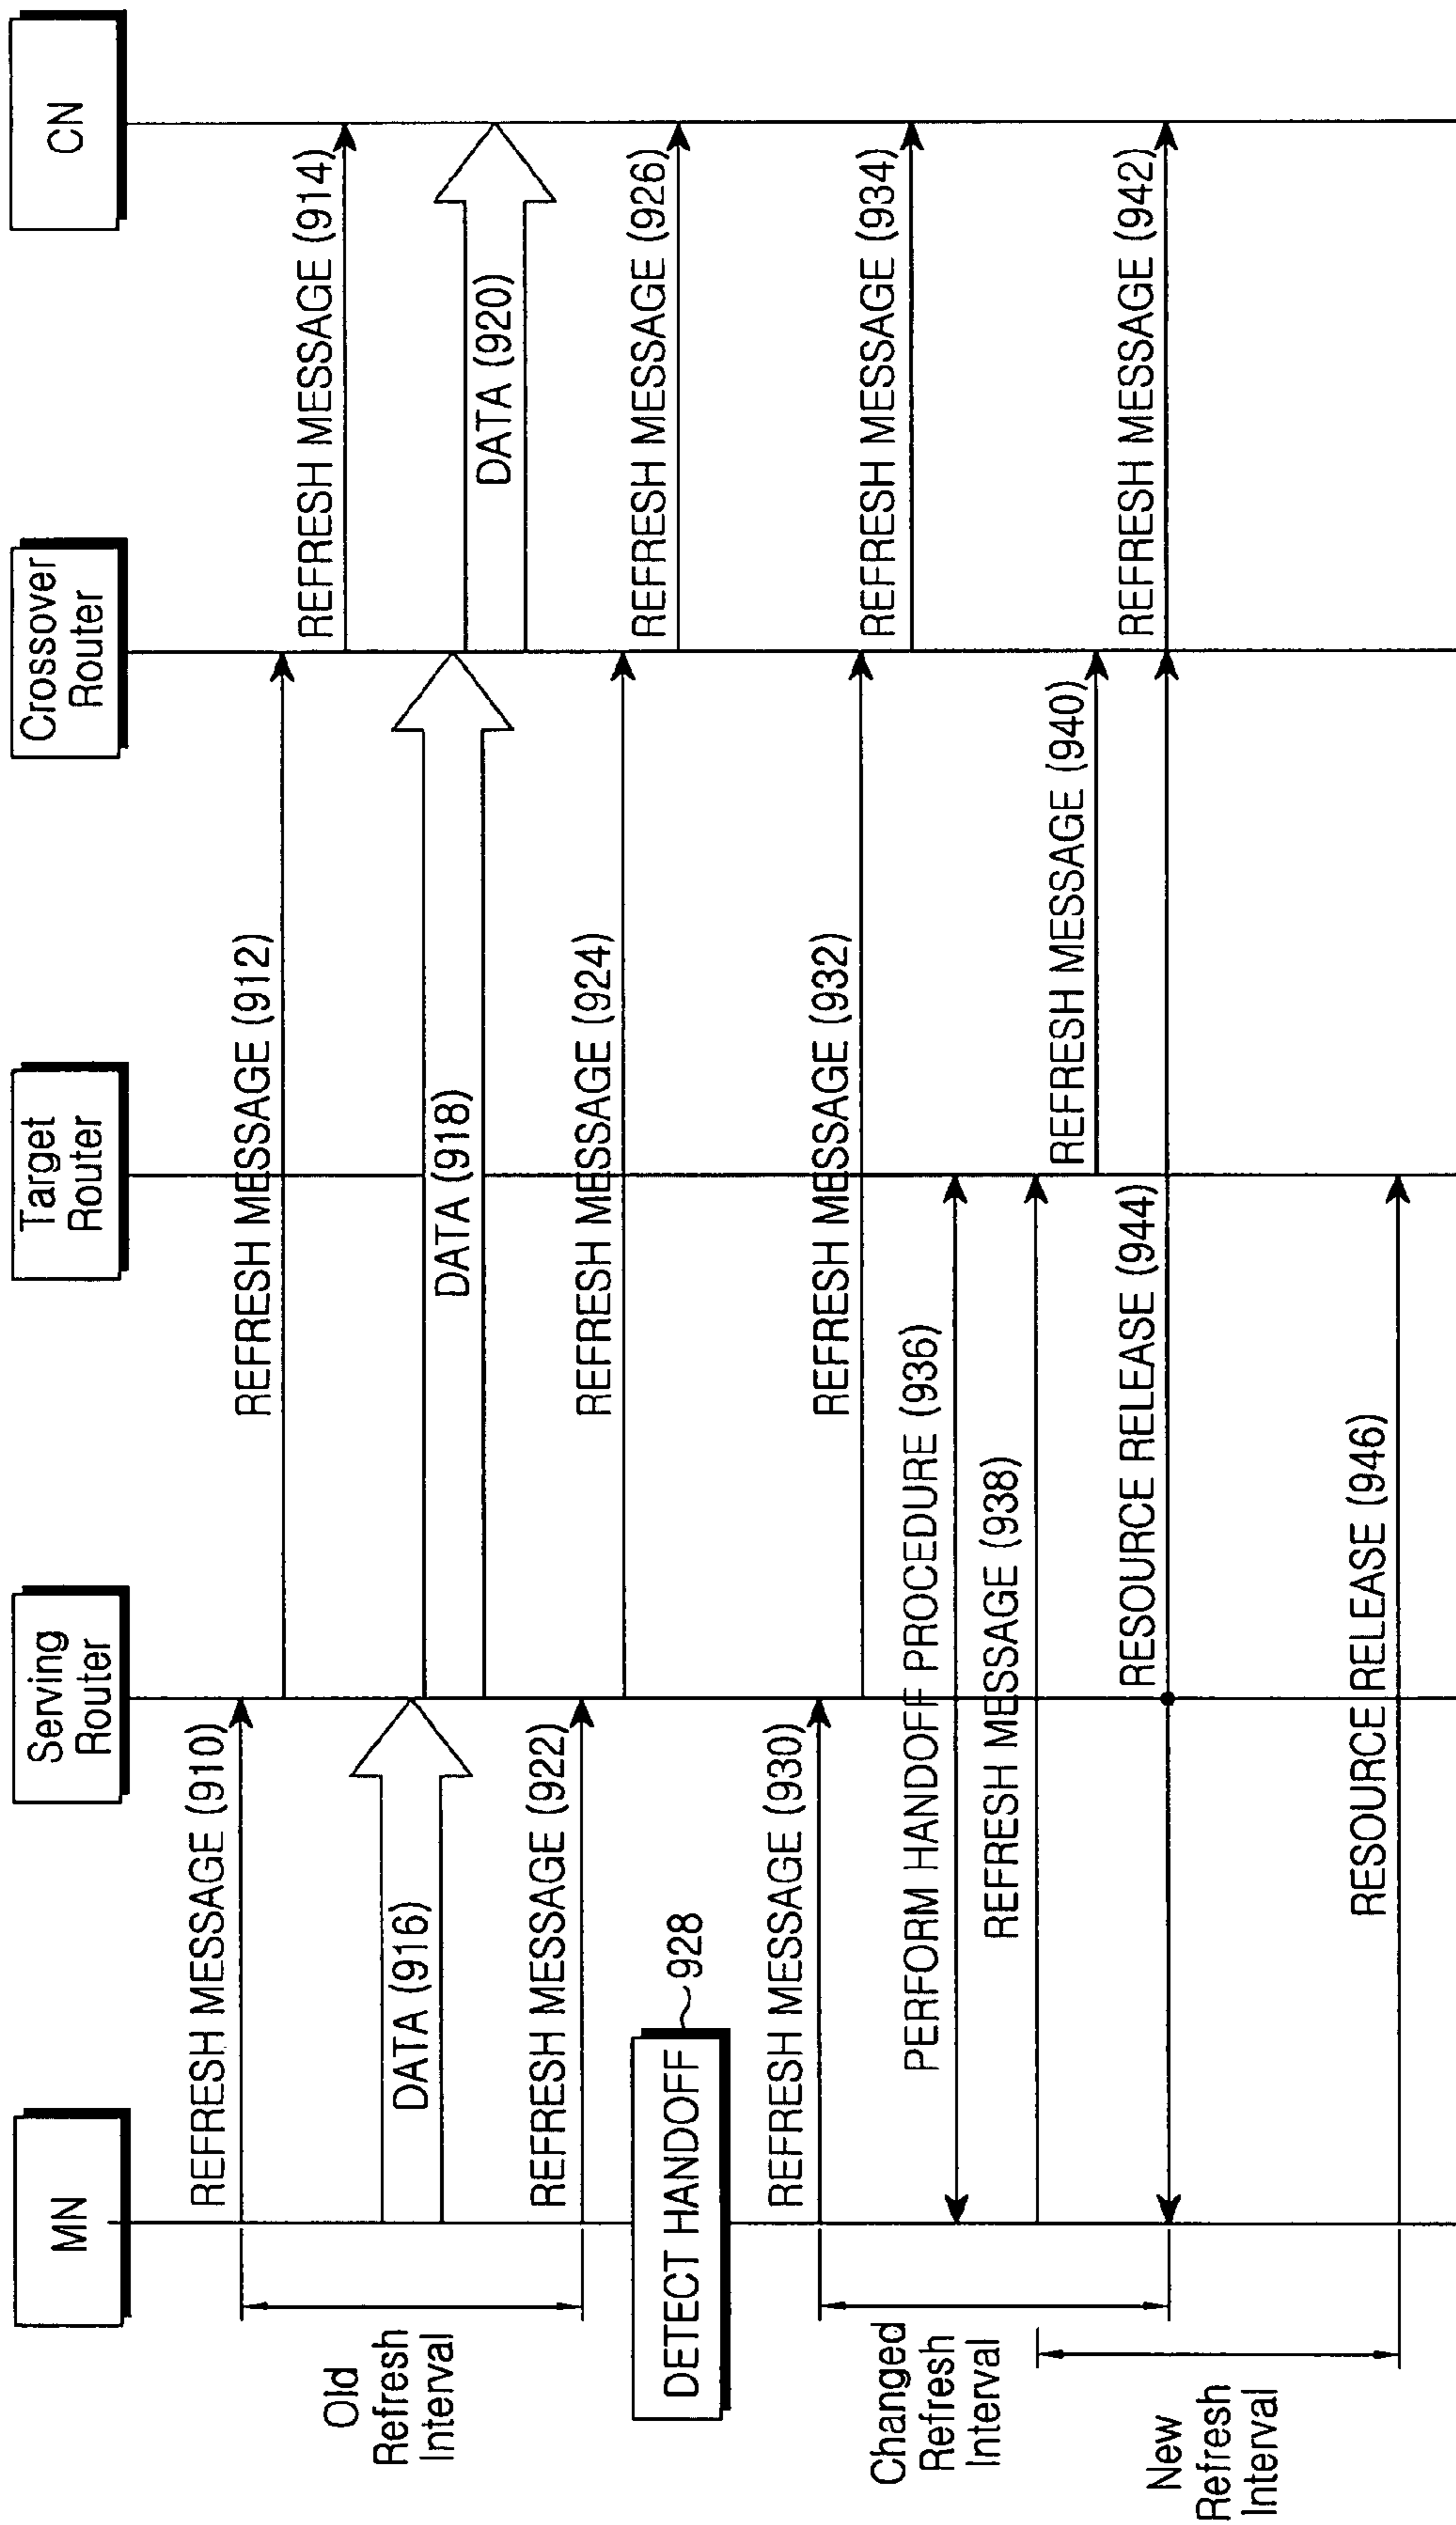 MN
Serving
Router
Target
Router
Crossover
Router
CN
REFRESH MESSAGE (910)
REFRESH MESSAGE (912)
REFRESH MESSAGE (914)
Old
Refresh
Interval
DATA (916)
DATA (918)
DATA (920)
REFRESH MESSAGE (922)
REFRESH MESSAGE (924)
REFRESH MESSAGE (926)
DETECT HANDOFF
928
REFRESH MESSAGE (930)
REFRESH MESSAGE (932)
REFRESH MESSAGE (934)
Changed
Refresh
Interval
PERFORM HANDOFF PROCEDURE (936)
REFRESH MESSAGE (938)
REFRESH MESSAGE (940)
RESOURCE RELEASE (944)
REFRESH MESSAGE (942)
New
Refresh
Interval
RESOURCE RELEASE (946)